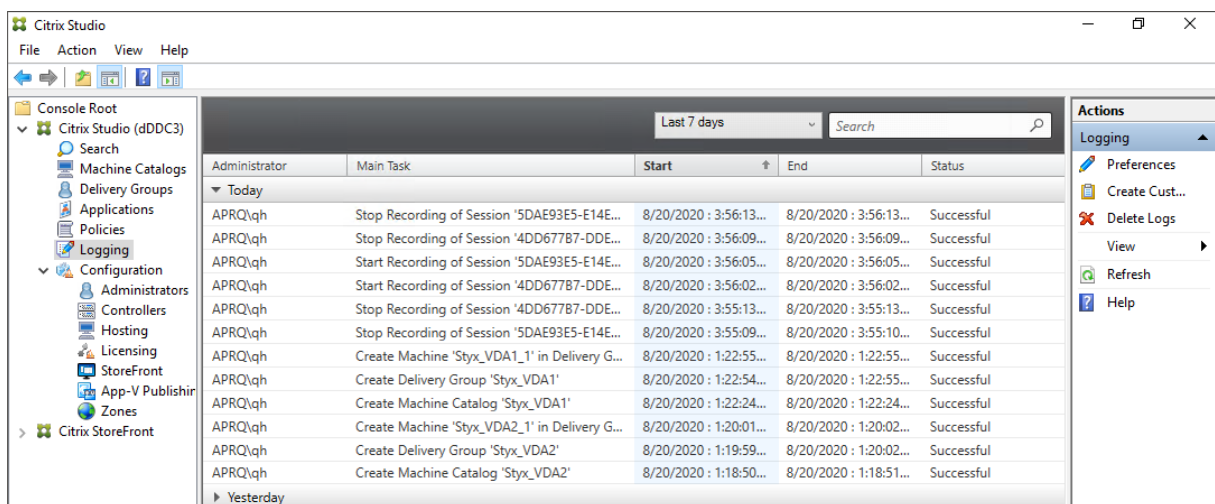 Citrix Studio
File Action View Help
Console Root
Citrix Studio (dDDC3)
Search
Machine Catalogs
Delivery Groups
Applications
Policies
Logging
Configuration
Administrators
Controllers
Hosting
Licensing
StoreFront
App-V Publishin
Zones
Citrix StoreFront
Last 7 days Search
Administrator Main Task Start End Status
Today
APRQ\qh Stop Recording of Session '5DAE93E5-E14E... 8/20/2020 : 3:56:13... 8/20/2020 : 3:56:13... Successful
APRQ\qh Stop Recording of Session '4DD677B7-DDE... 8/20/2020 : 3:56:09... 8/20/2020 : 3:56:09... Successful
APRQ\qh Start Recording of Session '5DAE93E5-E14E... 8/20/2020 : 3:56:05... 8/20/2020 : 3:56:05... Successful
APRQ\qh Start Recording of Session '4DD677B7-DDE... 8/20/2020 : 3:56:02... 8/20/2020 : 3:56:02... Successful
APRQ\qh Stop Recording of Session '4DD677B7-DDE... 8/20/2020 : 3:55:13... 8/20/2020 : 3:55:13... Successful
APRQ\qh Stop Recording of Session '5DAE93E5-E14E... 8/20/2020 : 3:55:09... 8/20/2020 : 3:55:10... Successful
APRQ\qh Create Machine 'Styx_VDA1_1' in Delivery G... 8/20/2020 : 1:22:55... 8/20/2020 : 1:22:55... Successful
APRQ\qh Create Delivery Group 'Styx_VDA1' 8/20/2020 : 1:22:54... 8/20/2020 : 1:22:55... Successful
APRQ\qh Create Machine Catalog 'Styx_VDA1' 8/20/2020 : 1:22:24... 8/20/2020 : 1:22:24... Successful
APRQ\qh Create Machine 'Styx_VDA2_1' in Delivery G... 8/20/2020 : 1:20:01... 8/20/2020 : 1:20:02... Successful
APRQ\qh Create Delivery Group 'Styx_VDA2' 8/20/2020 : 1:19:59... 8/20/2020 : 1:20:02... Successful
APRQ\qh Create Machine Catalog 'Styx_VDA2' 8/20/2020 : 1:18:50... 8/20/2020 : 1:18:51... Successful
Yesterday
Actions
Logging
Preferences
Create Cust...
Delete Logs
View
Refresh
Help